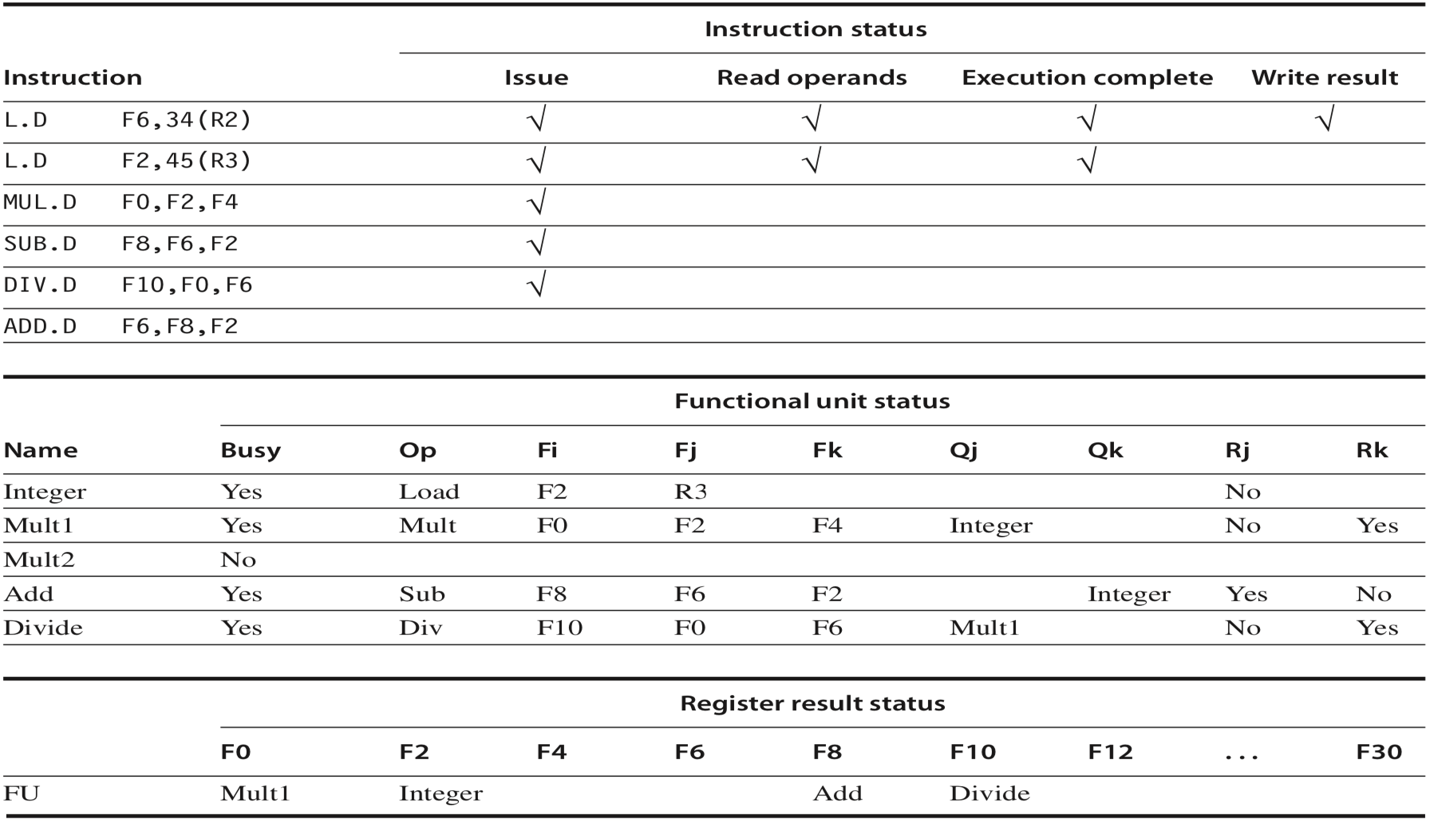 Instruction status
Instruction Issue Read operands Execution complete Write result
L.D F6,34(R2) √ √ √ √
L.D F2,45(R3) √ √ √
MUL.D F0,F2,F4 √
SUB.D F8,F6,F2 √
DIV.D F10,F0,F6 √
ADD.D F6,F8,F2
Functional unit status
Name Busy Op Fi Fj Fk Qj Qk Rj Rk
Integer Yes Load F2 R3 No
Mult1 Yes Mult F0 F2 F4 Integer No Yes
Mult2 No
Add Yes Sub F8 F6 F2 Integer Yes No
Divide Yes Div F10 F0 F6 Mult1 No Yes
Register result status
F0 F2 F4 F6 F8 F10 F12 ... F30
FU Mult1 Integer Add Divide